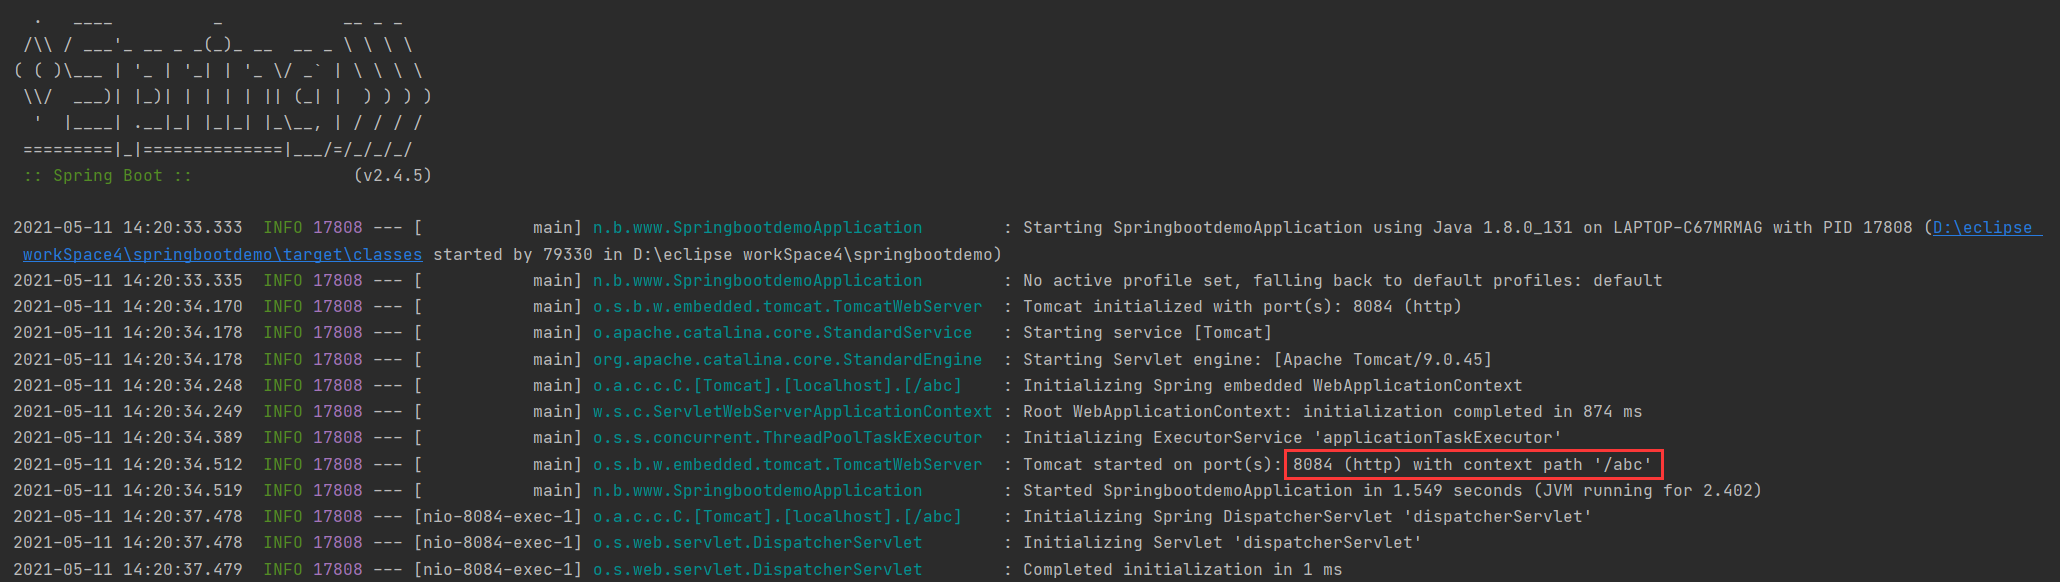 .   ____          _            __ _ _
 /\\ / ___'_ __ _ _(_)_ __  __ _ \ \ \ \
( ( )\___ | '_ | '_| | '_ \/ _` | \ \ \ \
 \\/  ___)| |_)| | | | | || (_| |  ) ) ) )
  '  |____| .__|_| |_|_| |_\__, | / / / /
 =========|_|==============|___/=/_/_/_/
 :: Spring Boot ::                (v2.4.5)
2021-05-11 14:20:33.333  INFO 17808 --- [           main] n.b.www.SpringbootdemoApplication        : Starting SpringbootdemoApplication using Java 1.8.0_131 on LAPTOP-C67MRMAG with PID 17808 (D:\eclipse
 workSpace4\springbootdemo\target\classes started by 79330 in D:\eclipse workSpace4\springbootdemo)
2021-05-11 14:20:33.335  INFO 17808 --- [           main] n.b.www.SpringbootdemoApplication        : No active profile set, falling back to default profiles: default
2021-05-11 14:20:34.170  INFO 17808 --- [           main] o.s.b.w.embedded.tomcat.TomcatWebServer  : Tomcat initialized with port(s): 8084 (http)
2021-05-11 14:20:34.178  INFO 17808 --- [           main] o.apache.catalina.core.StandardService   : Starting service [Tomcat]
2021-05-11 14:20:34.178  INFO 17808 --- [           main] org.apache.catalina.core.StandardEngine  : Starting Servlet engine: [Apache Tomcat/9.0.45]
2021-05-11 14:20:34.248  INFO 17808 --- [           main] o.a.c.c.C.[Tomcat].[localhost].[/abc]    : Initializing Spring embedded WebApplicationContext
2021-05-11 14:20:34.249  INFO 17808 --- [           main] w.s.c.ServletWebServerApplicationContext : Root WebApplicationContext: initialization completed in 874 ms
2021-05-11 14:20:34.389  INFO 17808 --- [           main] o.s.s.concurrent.ThreadPoolTaskExecutor  : Initializing ExecutorService 'applicationTaskExecutor'
2021-05-11 14:20:34.512  INFO 17808 --- [           main] o.s.b.w.embedded.tomcat.TomcatWebServer  : Tomcat started on port(s): 8084 (http) with context path '/abc'
2021-05-11 14:20:34.519  INFO 17808 --- [           main] n.b.www.SpringbootdemoApplication        : Started SpringbootdemoApplication in 1.549 seconds (JVM running for 2.402)
2021-05-11 14:20:37.478  INFO 17808 --- [nio-8084-exec-1] o.a.c.c.C.[Tomcat].[localhost].[/abc]    : Initializing Spring DispatcherServlet 'dispatcherServlet'
2021-05-11 14:20:37.478  INFO 17808 --- [nio-8084-exec-1] o.s.web.servlet.DispatcherServlet        : Initializing Servlet 'dispatcherServlet'
2021-05-11 14:20:37.479  INFO 17808 --- [nio-8084-exec-1] o.s.web.servlet.DispatcherServlet        : Completed initialization in 1 ms